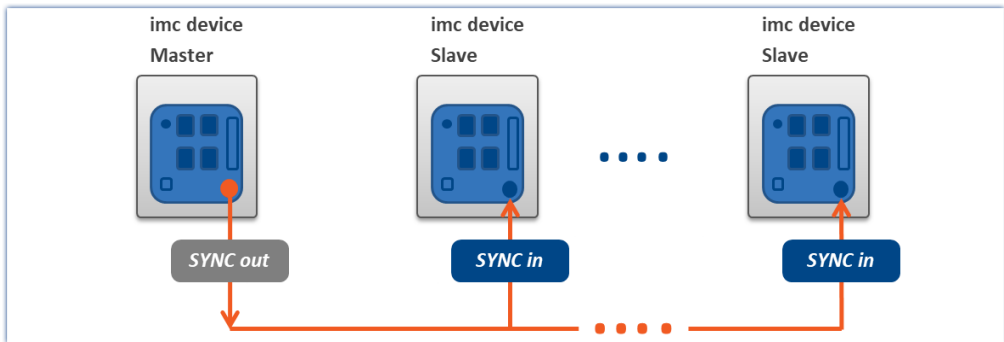 imc device
Master
imc device
Slave
imc device
Slave
SYNC out
SYNC in
SYNC in